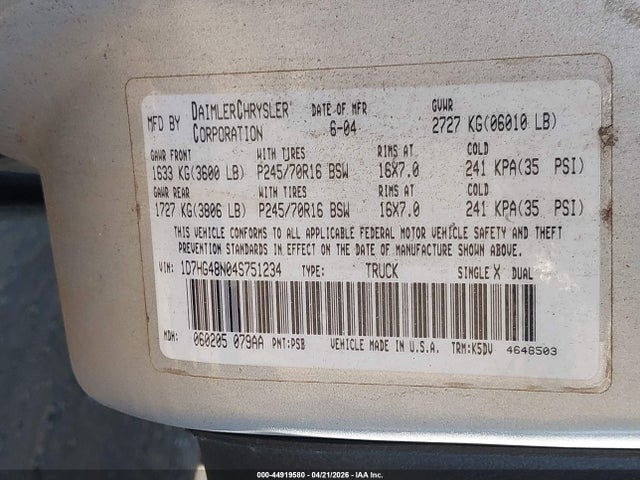 MFD BY DAIMLERCHRYSLER CORPORATION DATE OF MFR 6-04 GVWR 2727 KG(06010 LB)
GAWR FRONT WITH TIRES RIMS AT COLD
1633 KG(3600 LB) P245/70R16 BSW 16X7.0 241 KPA(35 PSI)
GAWR REAR WITH TIRES RIMS AT COLD
1727 KG(3806 LB) P245/70R16 BSW 16X7.0 241 KPA(35 PSI)
THIS VEHICLE CONFORMS TO ALL APPLICABLE FEDERAL MOTOR VEHICLE SAFETY AND THEFT
PREVENTION STANDARDS IN EFFECT ON THE DATE OF MANUFACTURE SHOWN ABOVE.
VIN: 1D7HG48N04S751234 TYPE: TRUCK SINGLE X DUAL
MDH: 060205 079AA PNT:PSB VEHICLE MADE IN U.S.A. TRM:K5DV 4648503
000-44919580 - 04/21/2026 - IAA Inc.